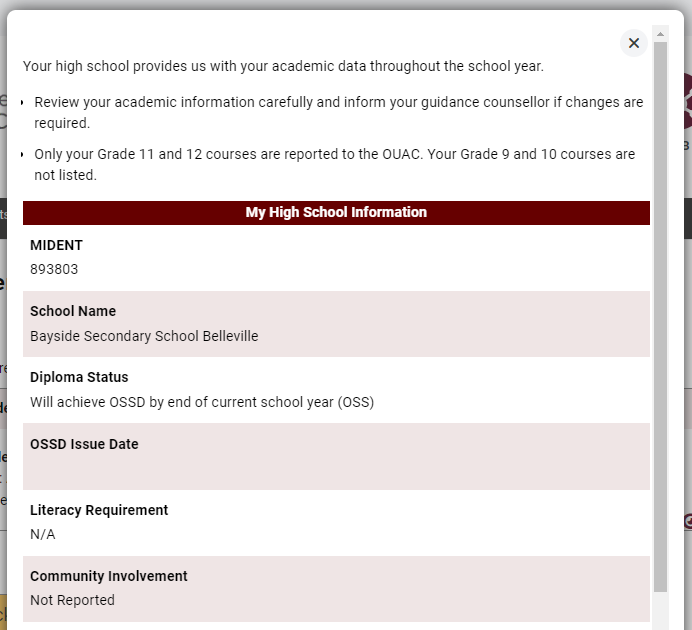 Your high school provides us with your academic data throughout the school year.
Review your academic information carefully and inform your guidance counsellor if changes are
required.
Only your Grade 11 and 12 courses are reported to the OUAC. Your Grade 9 and 10 courses are
not listed.
My High School Information
MIDENT
893803
School Name
Bayside Secondary School Belleville
Diploma Status
Will achieve OSSD by end of current school year (OSS)
OSSD Issue Date
Literacy Requirement
N/A
Community Involvement
Not Reported